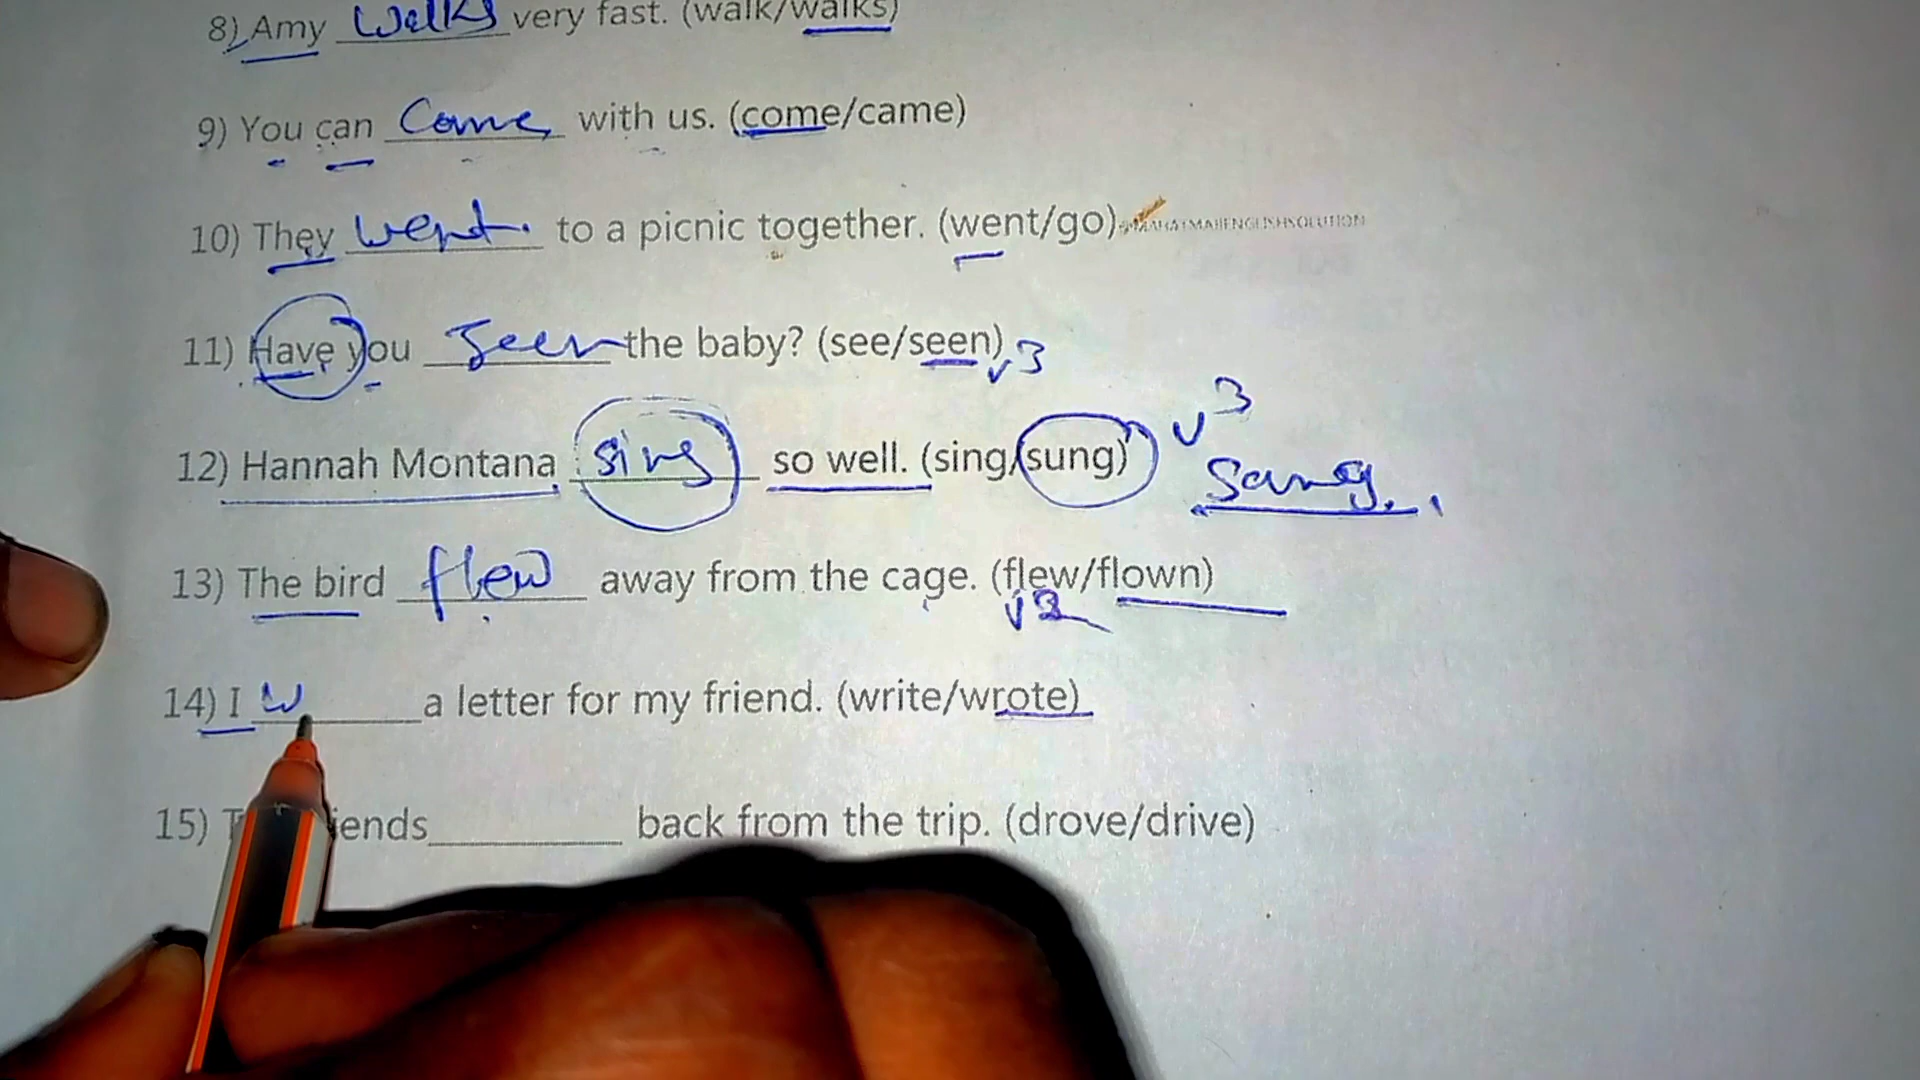 8) Amy walks very fast. (walk/walks)
9) You can Come with us. (come/came)
10) They went. to a picnic together. (went/go)
11) Have you seen the baby? (see/seen) v3
12) Hannah Montana sing so well. (sing/sung) v3 sang.
13) The bird flew away from the cage. (flew/flown)
v2
14) I w a letter for my friend. (write/wrote)
15) iends back from the trip. (drove/drive)